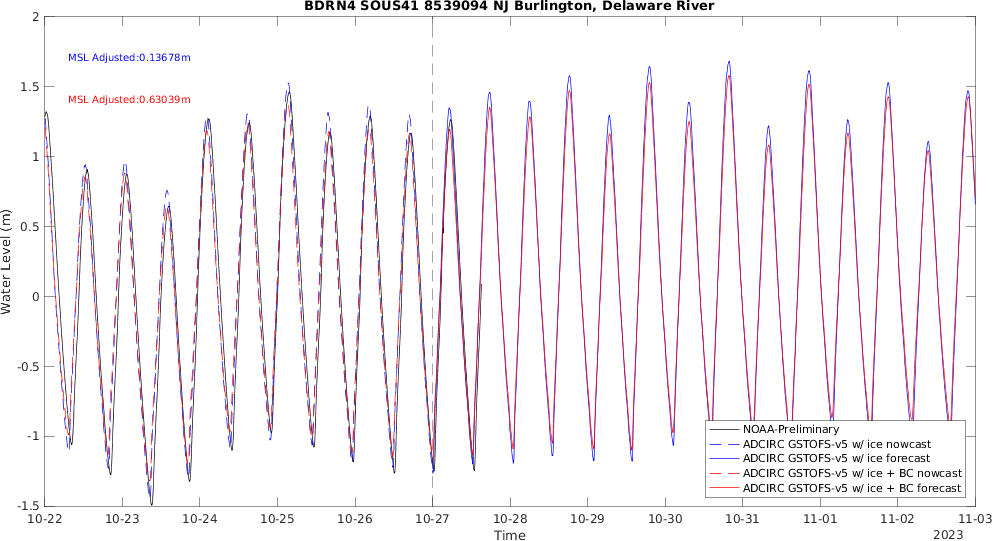 BDRN4 SOUS41 8539094 NJ Burlington, Delaware River
2
1.5
1
0.5
0
-0.5
-1
-1.5
Water Level (m)
MSL Adjusted:0.13678m
MSL Adjusted:0.63039m
NOAA-Preliminary
ADCIRC GSTOFS-v5 w/ ice nowcast
ADCIRC GSTOFS-v5 w/ ice forecast
ADCIRC GSTOFS-v5 w/ ice + BC nowcast
ADCIRC GSTOFS-v5 w/ ice + BC forecast
10-22 10-23 10-24 10-25 10-26 10-27 10-28 10-29 10-30 10-31 11-01 11-02 11-03
Time
2023